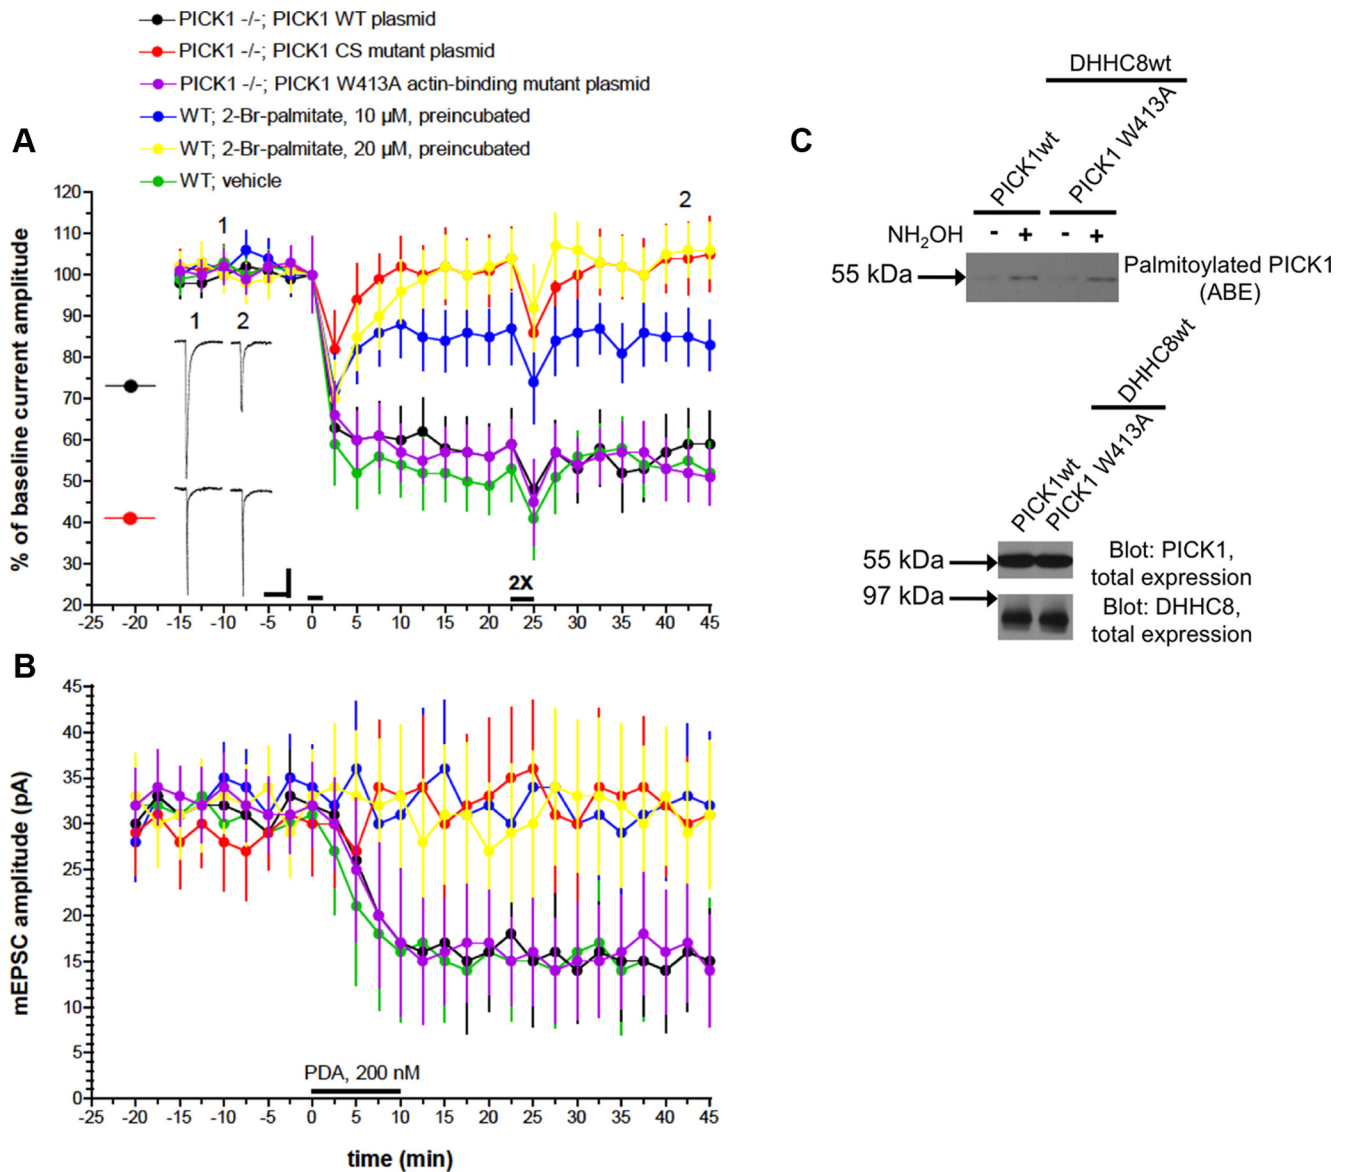 PICK1 -/-; PICK1 WT plasmid
PICK1 -/-; PICK1 CS mutant plasmid
PICK1 -/-; PICK1 W413A actin-binding mutant plasmid
WT; 2-Br-palmitate, 10 µM, preincubated
WT; 2-Br-palmitate, 20 µM, preincubated
WT; vehicle
A
% of baseline current amplitude
120
110
100
90
80
70
60
50
40
30
20
1
2
1 2
2X
-25 -20 -15 -10 -5 0 5 10 15 20 25 30 35 40 45
B
mEPSC amplitude (pA)
45
40
35
30
25
20
15
10
5
0
PDA, 200 nM
-25 -20 -15 -10 -5 0 5 10 15 20 25 30 35 40 45
time (min)
C
DHHC8wt
PICK1wt
PICK1 W413A
NH2OH - + - +
55 kDa
Palmitoylated PICK1
(ABE)
DHHC8wt
PICK1wt
PICK1 W413A
55 kDa
Blot: PICK1,
total expression
97 kDa
Blot: DHHC8,
total expression